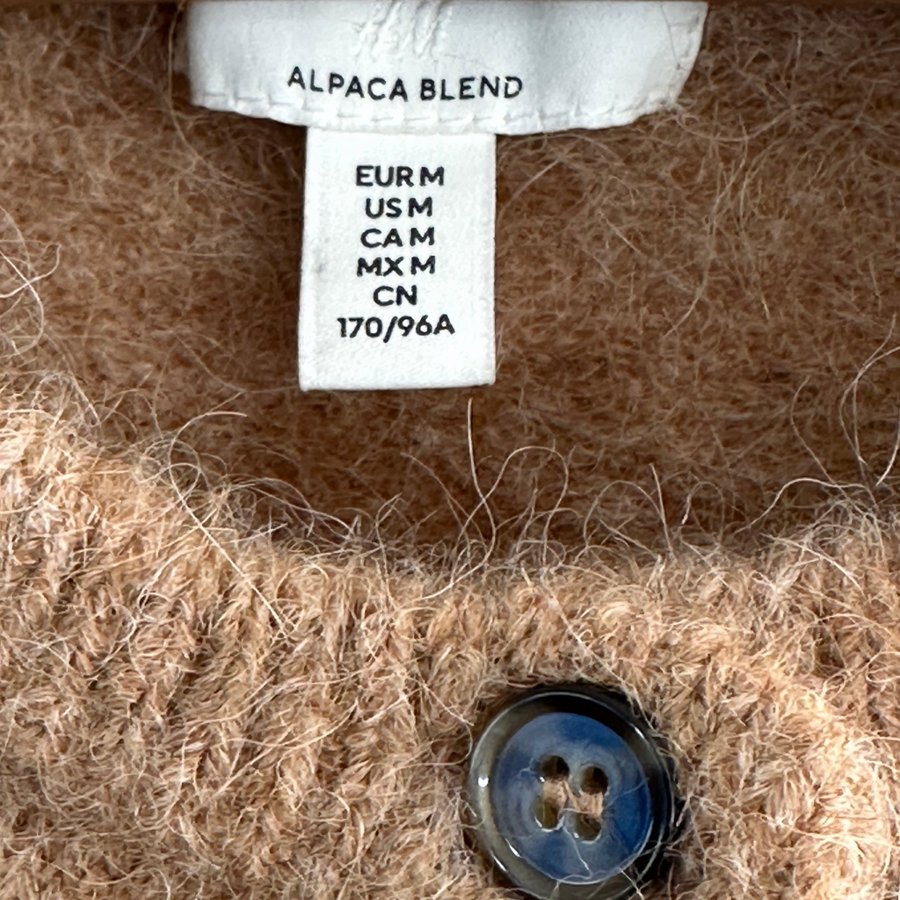 ALPACA BLEND
EUR M
US M
CA M
MX M
CN
170/96A